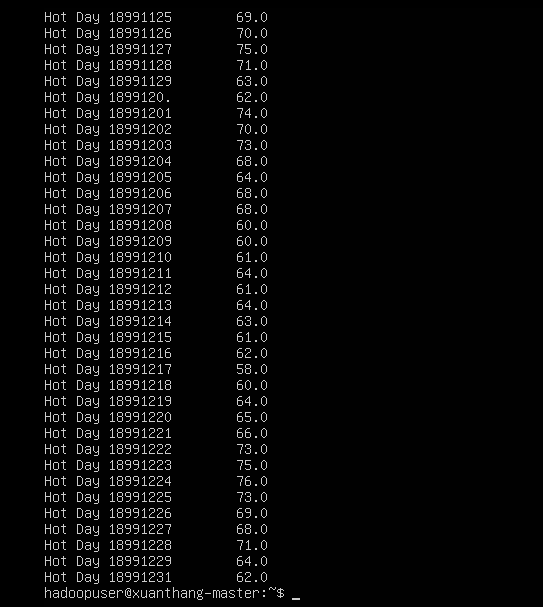 Hot Day 18991125 69.0
Hot Day 18991126 70.0
Hot Day 18991127 75.0
Hot Day 18991128 71.0
Hot Day 18991129 63.0
Hot Day 1899120. 62.0
Hot Day 18991201 74.0
Hot Day 18991202 70.0
Hot Day 18991203 73.0
Hot Day 18991204 68.0
Hot Day 18991205 64.0
Hot Day 18991206 68.0
Hot Day 18991207 68.0
Hot Day 18991208 60.0
Hot Day 18991209 60.0
Hot Day 18991210 61.0
Hot Day 18991211 64.0
Hot Day 18991212 61.0
Hot Day 18991213 64.0
Hot Day 18991214 63.0
Hot Day 18991215 61.0
Hot Day 18991216 62.0
Hot Day 18991217 58.0
Hot Day 18991218 60.0
Hot Day 18991219 64.0
Hot Day 18991220 65.0
Hot Day 18991221 66.0
Hot Day 18991222 73.0
Hot Day 18991223 75.0
Hot Day 18991224 76.0
Hot Day 18991225 73.0
Hot Day 18991226 69.0
Hot Day 18991227 68.0
Hot Day 18991228 71.0
Hot Day 18991229 64.0
Hot Day 18991231 62.0
hadoopuser@xuanthang-master:~$ _